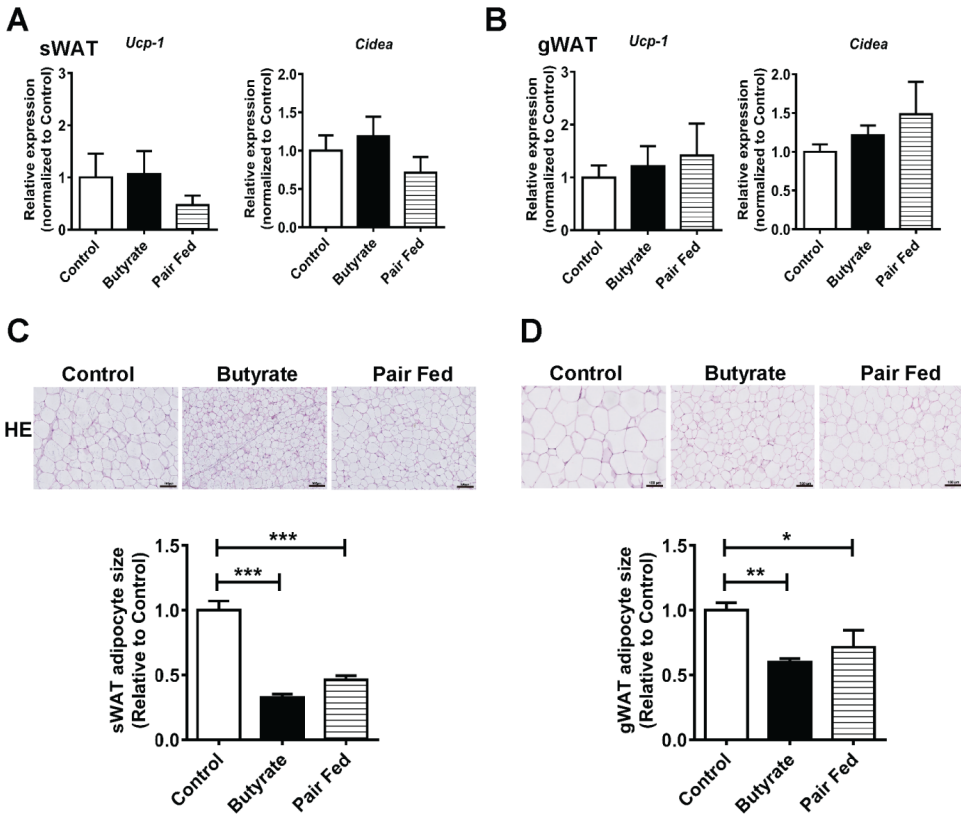 A
sWAT
Ucp-1
Cidea
Relative expression
(normalized to Control)
3
2
1
0
Control
Butyrate
Pair Fed
Relative expression
(normalized to Control)
2.0
1.5
1.0
0.5
0.0
Control
Butyrate
Pair Fed
B
gWAT
Ucp-1
Cidea
Relative expression
(normalized to Control)
3
2
1
0
Control
Butyrate
Pair Fed
Relative expression
(normalized to Control)
2.0
1.5
1.0
0.5
0.0
Control
Butyrate
Pair Fed
C
Control
Butyrate
Pair Fed
HE
sWAT adipocyte size
(Relative to Control)
1.5
1.0
0.5
0.0
***
***
Control
Butyrate
Pair Fed
D
Control
Butyrate
Pair Fed
100 µm
100 µm
100 µm
gWAT adipocyte size
(Relative to Control)
1.5
1.0
0.5
0.0
*
**
Control
Butyrate
Pair Fed